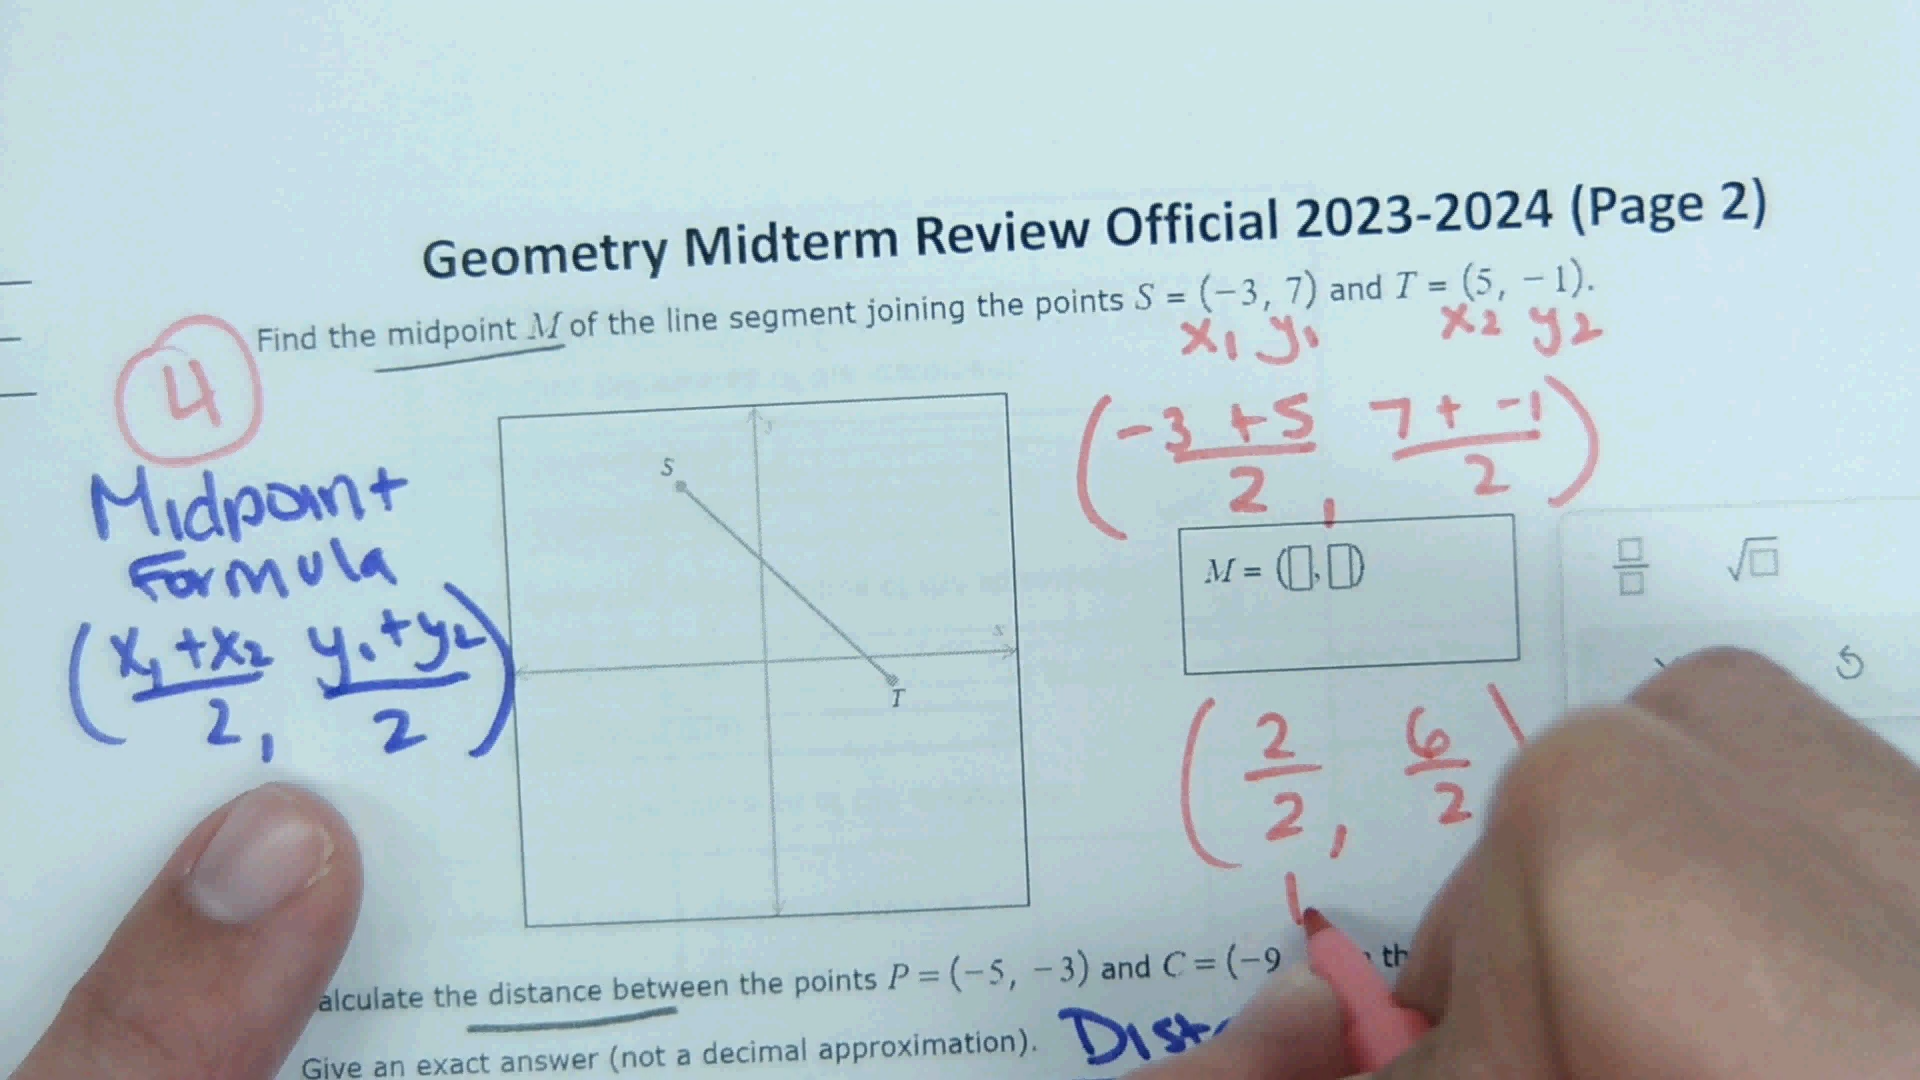 Geometry Midterm Review Official 2023-2024 (Page 2)
Find the midpoint M of the line segment joining the points S = (-3, 7) and T = (5, -1).
x₁ y₁ x₂ y₂
4
Midpoint
Formula
(x₁+x₂/2, y₁+y₂/2)
y
S
x
T
(-3+5/2, 7+-1/2)
M = (□,□)
□/□ √□
(2/2, 6/2)
1
alculate the distance between the points P = (-5, -3) and C = (-9
Give an exact answer (not a decimal approximation).